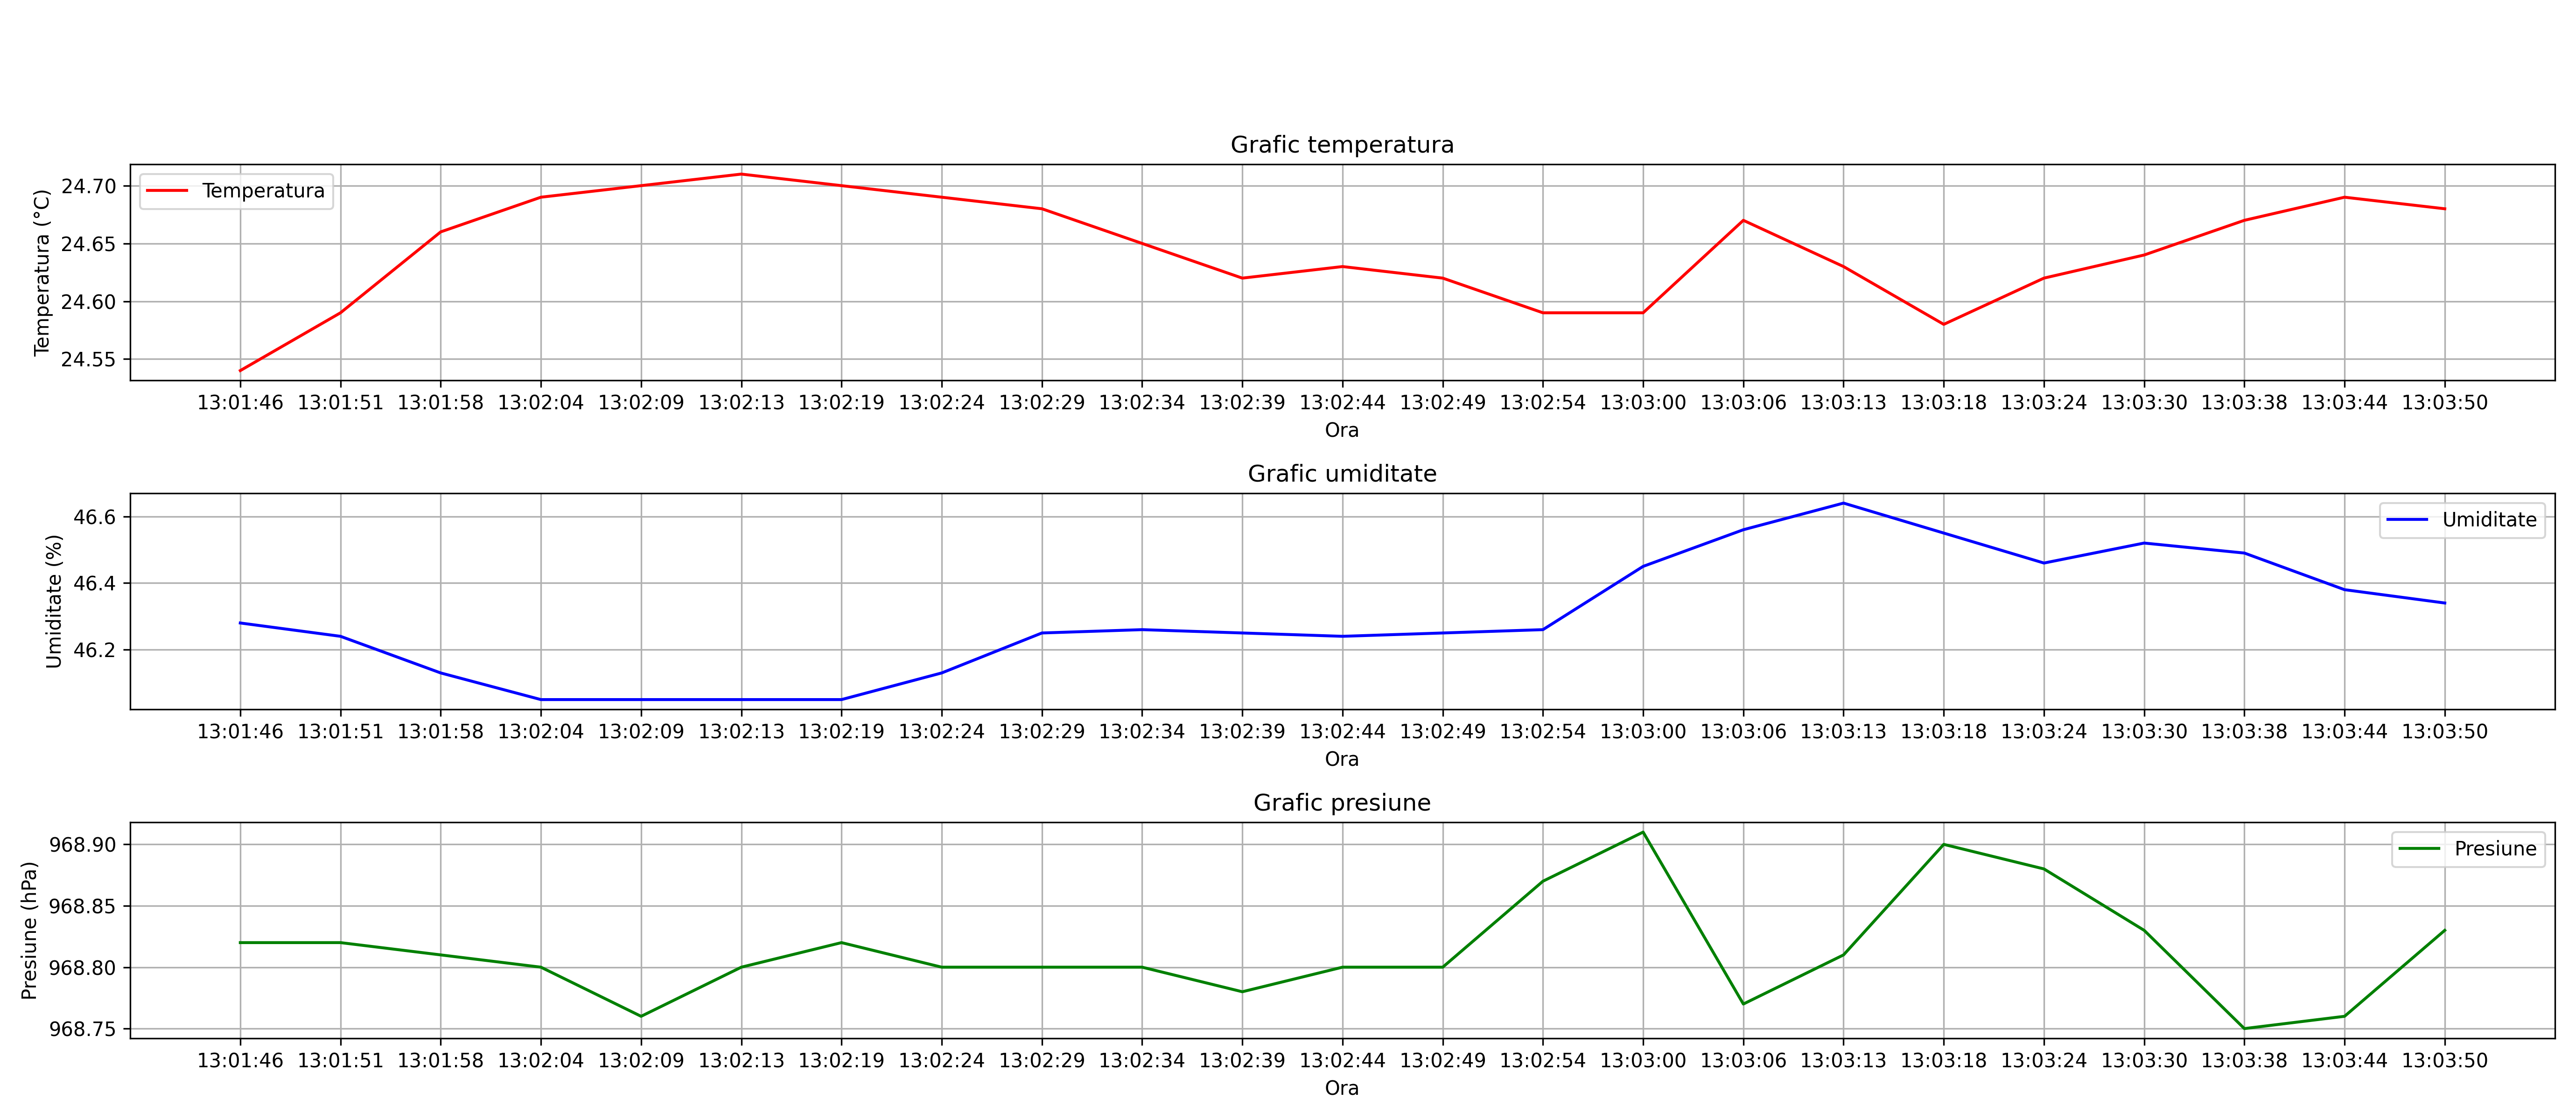 Grafic temperatura
Temperatura (°C)
24.70
24.65
24.60
24.55
Temperatura
13:01:46 13:01:51 13:01:58 13:02:04 13:02:09 13:02:13 13:02:19 13:02:24 13:02:29 13:02:34 13:02:39 13:02:44 13:02:49 13:02:54 13:03:00 13:03:06 13:03:13 13:03:18 13:03:24 13:03:30 13:03:38 13:03:44 13:03:50
Ora
Grafic umiditate
Umiditate (%)
46.6
46.4
46.2
Umiditate
13:01:46 13:01:51 13:01:58 13:02:04 13:02:09 13:02:13 13:02:19 13:02:24 13:02:29 13:02:34 13:02:39 13:02:44 13:02:49 13:02:54 13:03:00 13:03:06 13:03:13 13:03:18 13:03:24 13:03:30 13:03:38 13:03:44 13:03:50
Ora
Grafic presiune
Presiune (hPa)
968.90
968.85
968.80
968.75
Presiune
13:01:46 13:01:51 13:01:58 13:02:04 13:02:09 13:02:13 13:02:19 13:02:24 13:02:29 13:02:34 13:02:39 13:02:44 13:02:49 13:02:54 13:03:00 13:03:06 13:03:13 13:03:18 13:03:24 13:03:30 13:03:38 13:03:44 13:03:50
Ora